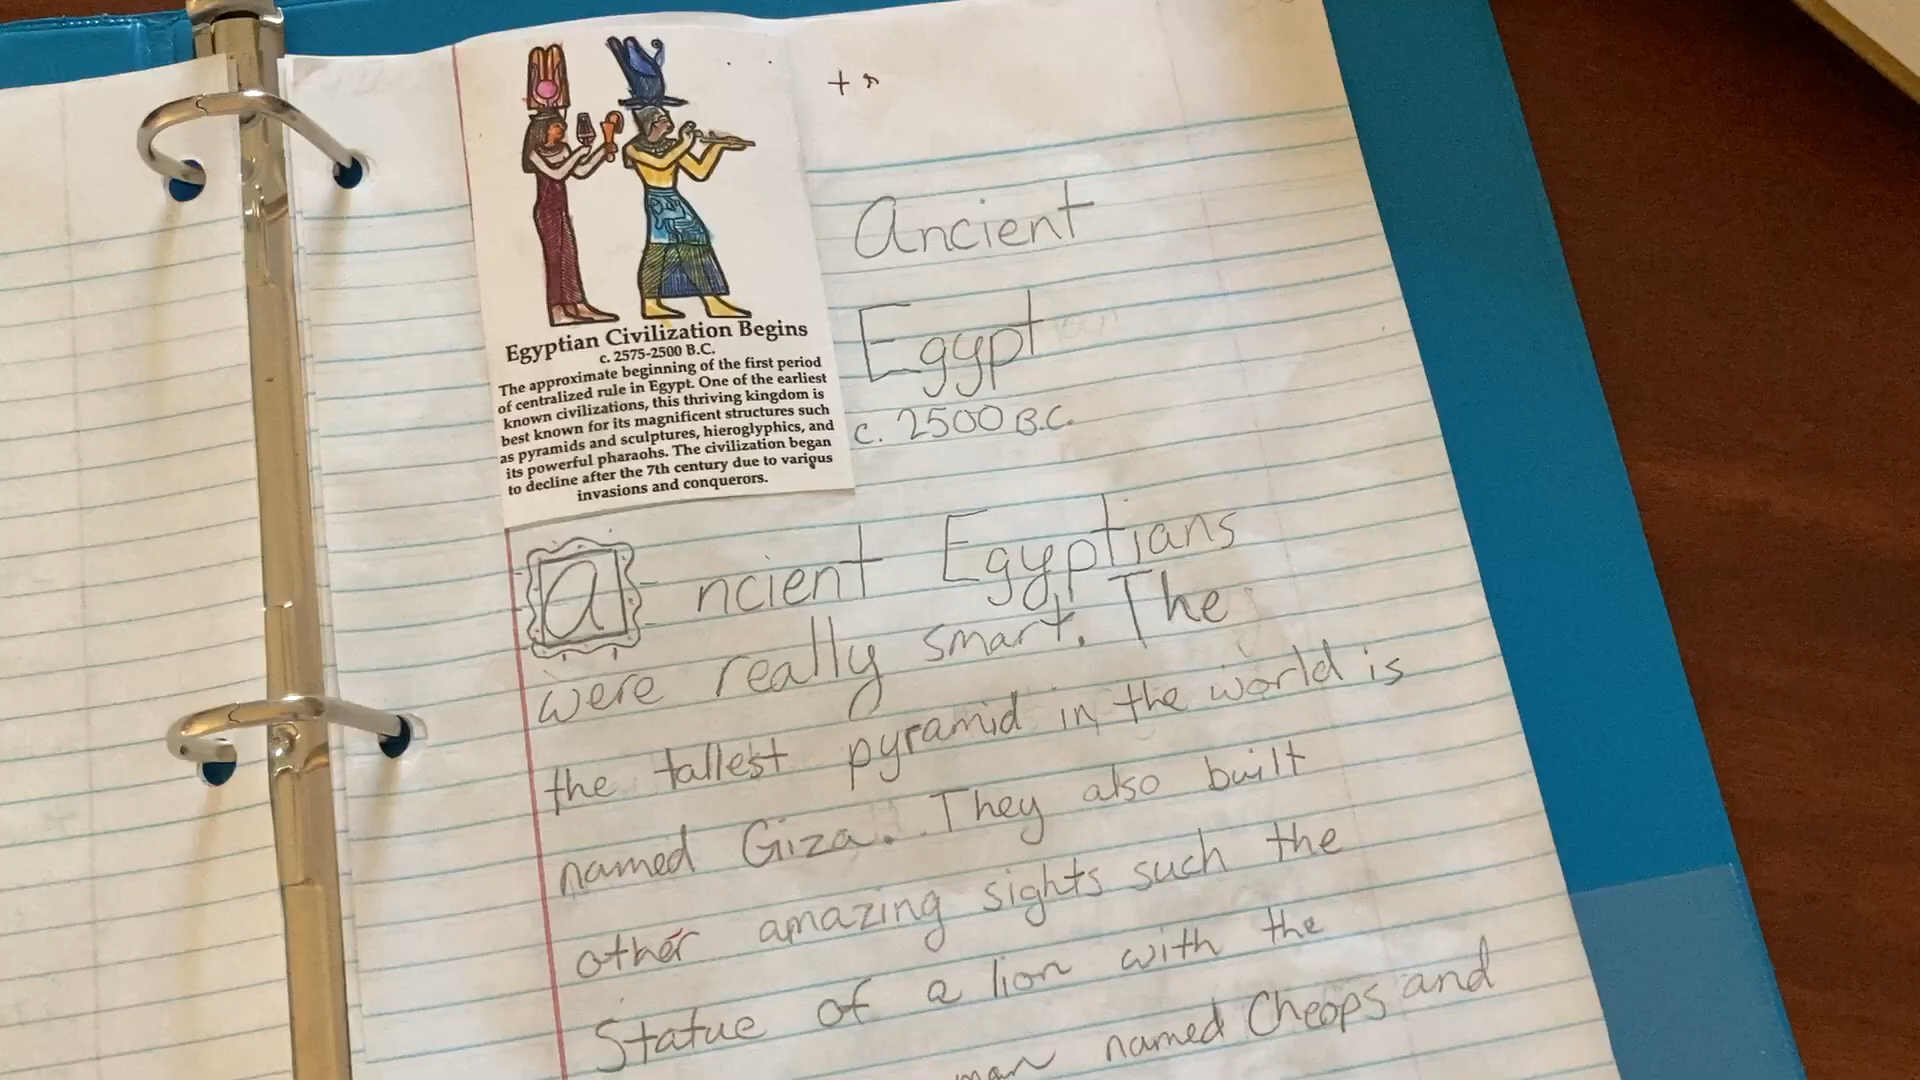 Egyptian Civilization Begins
c. 2575-2500 B.C.
The approximate beginning of the first period
of centralized rule in Egypt. One of the earliest
known civilizations, this thriving kingdom is
best known for its magnificent structures such
as pyramids and sculptures, hieroglyphics, and
its powerful pharaohs. The civilization began
to decline after the 7th century due to various
invasions and conquerors.
Ancient
Egypt
c. 2500 B.C.
Ancient Egyptians
were really smart. The
the tallest pyramid in the world is
named Giza. They also built
other amazing sights such the
Statue of a lion with the
man named Cheops and